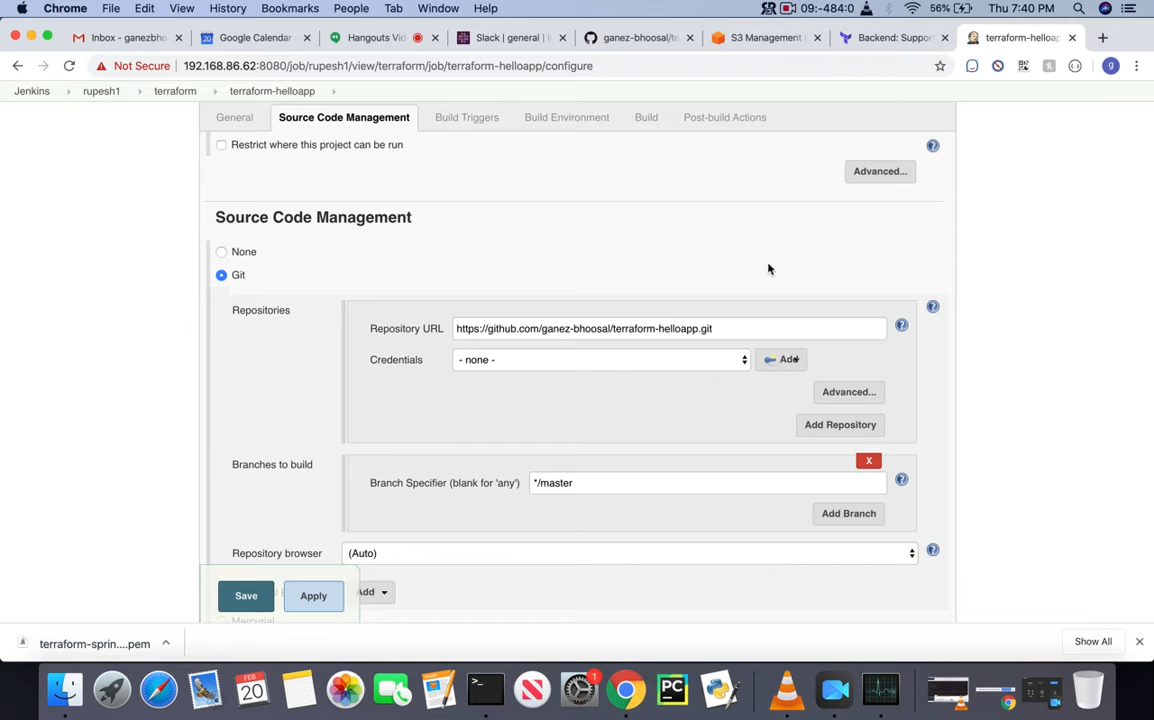 Chrome File Edit View History Bookmarks People Tab Window Help 09:-484:0 56% Thu 7:40 PM
Inbox - ganezbho Google Calendar Hangouts Vid Slack | general | ganez-bhoosal/te S3 Management Backend: Suppor terraform-helloap
Not Secure 192.168.86.62:8080/job/rupesh1/view/terraform/job/terraform-helloapp/configure g
Jenkins rupesh1 terraform terraform-helloapp
General Source Code Management Build Triggers Build Environment Build Post-build Actions
Restrict where this project can be run
Advanced...
Source Code Management
None
Git
Repositories
Repository URL https://github.com/ganez-bhoosal/terraform-helloapp.git
Credentials - none - Add
Advanced...
Add Repository
Branches to build X
Branch Specifier (blank for 'any') */master
Add Branch
Repository browser (Auto)
Save Apply Add
Mercurial
terraform-sprin....pem Show All
FEB
20 1 PC